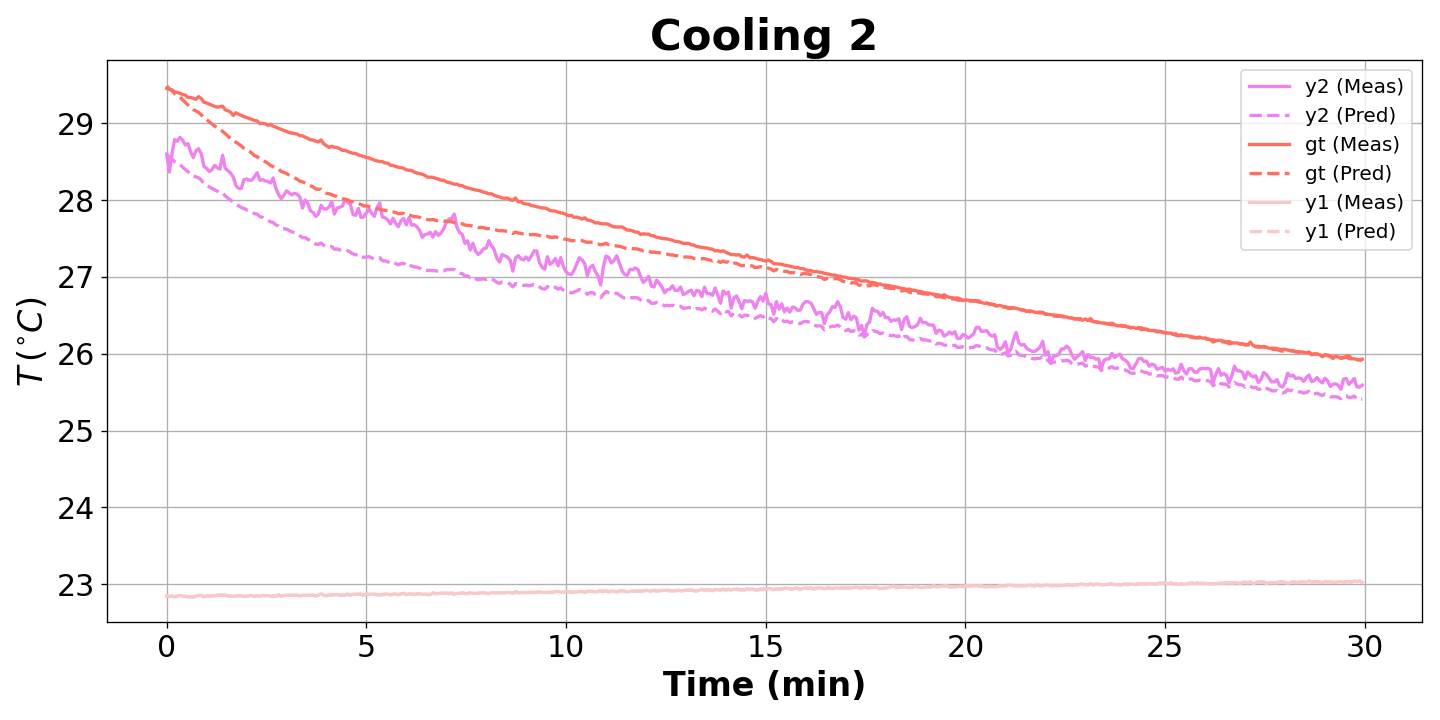 Cooling 2
y2 (Meas)
y2 (Pred)
gt (Meas)
gt (Pred)
y1 (Meas)
y1 (Pred)
T (°C)
29
28
27
26
25
24
23
0 5 10 15 20 25 30
Time (min)